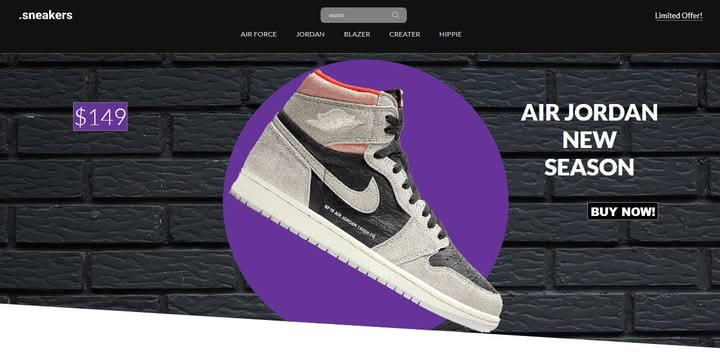 .sneakers
search
Limited Offer!
AIR FORCE
JORDAN
BLAZER
CREATER
HIPPIE
$149
AIR JORDAN
NEW
SEASON
BUY NOW!